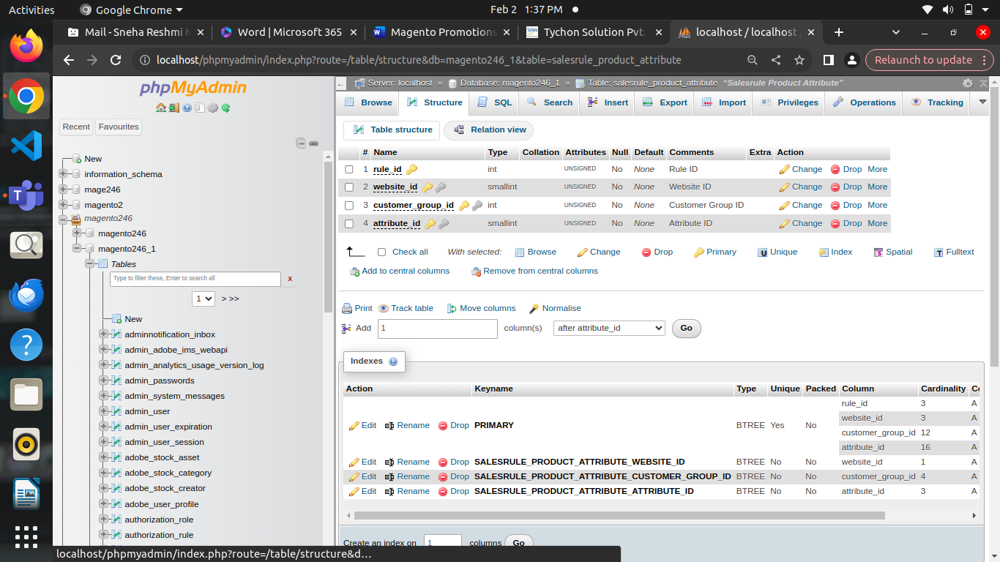 Activities Google Chrome Feb 2 1:37 PM
Mail - Sneha Reshmi M Word | Microsoft 365 Magento Promotions Tychon Solution Pvt. localhost / localhost /
localhost/phpmyadmin/index.php?route=/table/structure&db=magento246_1&table=salesrule_product_attribute Relaunch to update
phpMyAdmin
Recent Favourites
New
information_schema
mage246
magento2
magento246
magento246
magento246_1
Tables
Type to filter these, Enter to search all x
1 > >>
New
adminnotification_inbox
admin_adobe_ims_webapi
admin_analytics_usage_version_log
admin_passwords
admin_system_messages
admin_user
admin_user_expiration
admin_user_session
adobe_stock_asset
adobe_stock_category
adobe_stock_creator
adobe_user_profile
authorization_role
authorization_rule
localhost/phpmyadmin/index.php?route=/table/structure&d…
Server: localhost » Database: magento246_1 » Table: salesrule_product_attribute “Salesrule Product Attribute”
Browse Structure SQL Search Insert Export Import Privileges Operations Tracking
Table structure Relation view
# Name Type Collation Attributes Null Default Comments Extra Action
1 rule_id int UNSIGNED No None Rule ID Change Drop More
2 website_id smallint UNSIGNED No None Website ID Change Drop More
3 customer_group_id int UNSIGNED No None Customer Group ID Change Drop More
4 attribute_id smallint UNSIGNED No None Attribute ID Change Drop More
Check all With selected: Browse Change Drop Primary Unique Index Spatial Fulltext
Add to central columns Remove from central columns
Print Track table Move columns Normalise
Add 1 column(s) after attribute_id Go
Indexes
Action Keyname Type Unique Packed Column Cardinality
Edit Rename Drop PRIMARY BTREE Yes No rule_id 3 A
website_id 3 A
customer_group_id 12 A
attribute_id 16 A
Edit Rename Drop SALESRULE_PRODUCT_ATTRIBUTE_WEBSITE_ID BTREE No No website_id 1 A
Edit Rename Drop SALESRULE_PRODUCT_ATTRIBUTE_CUSTOMER_GROUP_ID BTREE No No customer_group_id 4 A
Edit Rename Drop SALESRULE_PRODUCT_ATTRIBUTE_ATTRIBUTE_ID BTREE No No attribute_id 3 A
Create an index on 1 columns Go